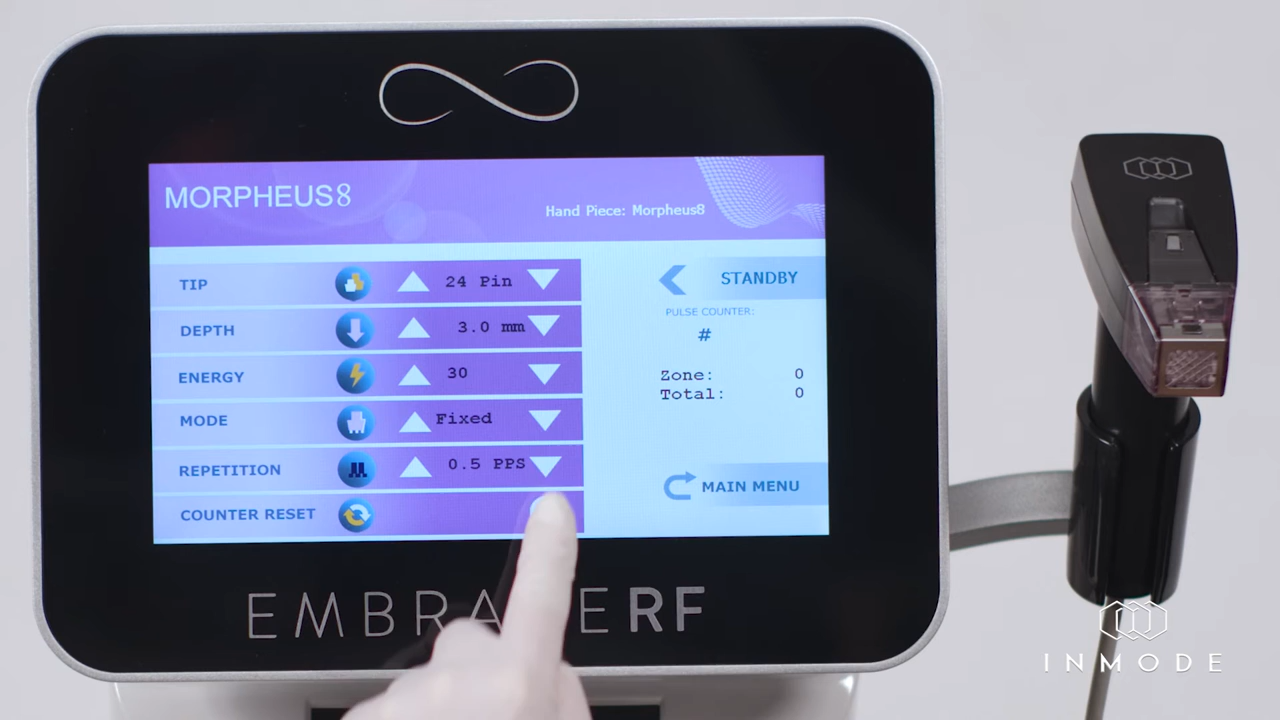 MORPHEUS8
Hand Piece: Morpheus8
TIP 24 Pin
DEPTH 3.0 mm
ENERGY 30
MODE Fixed
REPETITION 0.5 PPS
COUNTER RESET
STANDBY
PULSE COUNTER:
#
Zone: 0
Total: 0
MAIN MENU
EMBRACERF
INMODE